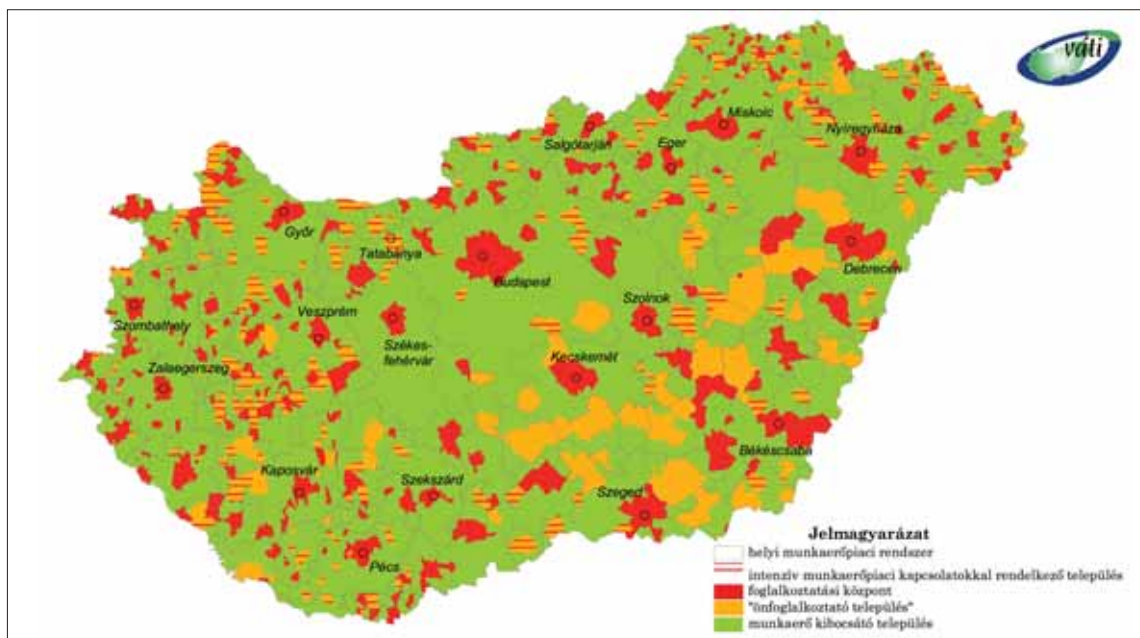 váti
Miskolc
Nyíregyháza
Salgótarján
Eger
Győr
Tatabánya
Budapest
Debrecen
Szombathely
Veszprém
Székes-
fehérvár
Szolnok
Kecskemét
Zalaegerszeg
Békéscsaba
Kaposvár
Szekszárd
Szeged
Pécs
Jelmagyarázat
helyi munkaerőpiaci rendszer
intenzív munkaerőpiaci kapcsolatokkal rendelkező település
foglalkoztatási központ
"önfoglalkoztató település"
munkaerő kibocsátó település